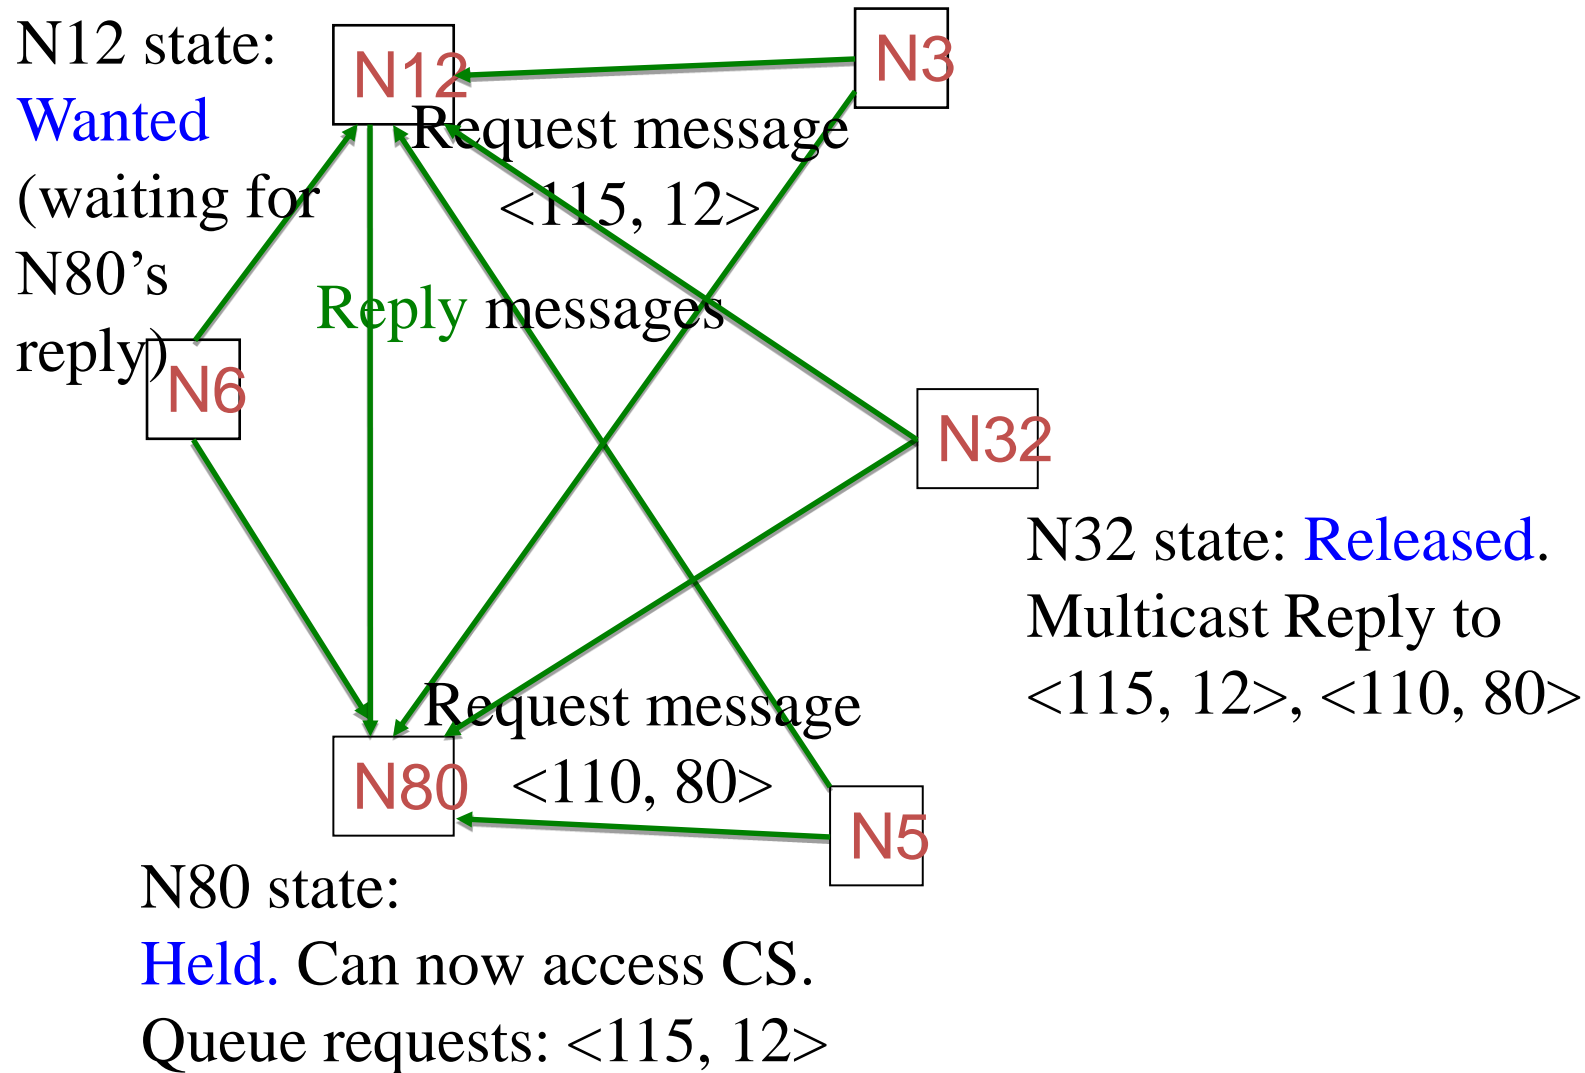 N12 state:
Wanted
(waiting for
N80’s
reply)
N12
N3
Request message
<115, 12>
Reply messages
N6
N32
N32 state: Released.
Multicast Reply to
<115, 12>, <110, 80>
Request message
<110, 80>
N80
N5
N80 state:
Held. Can now access CS.
Queue requests: <115, 12>